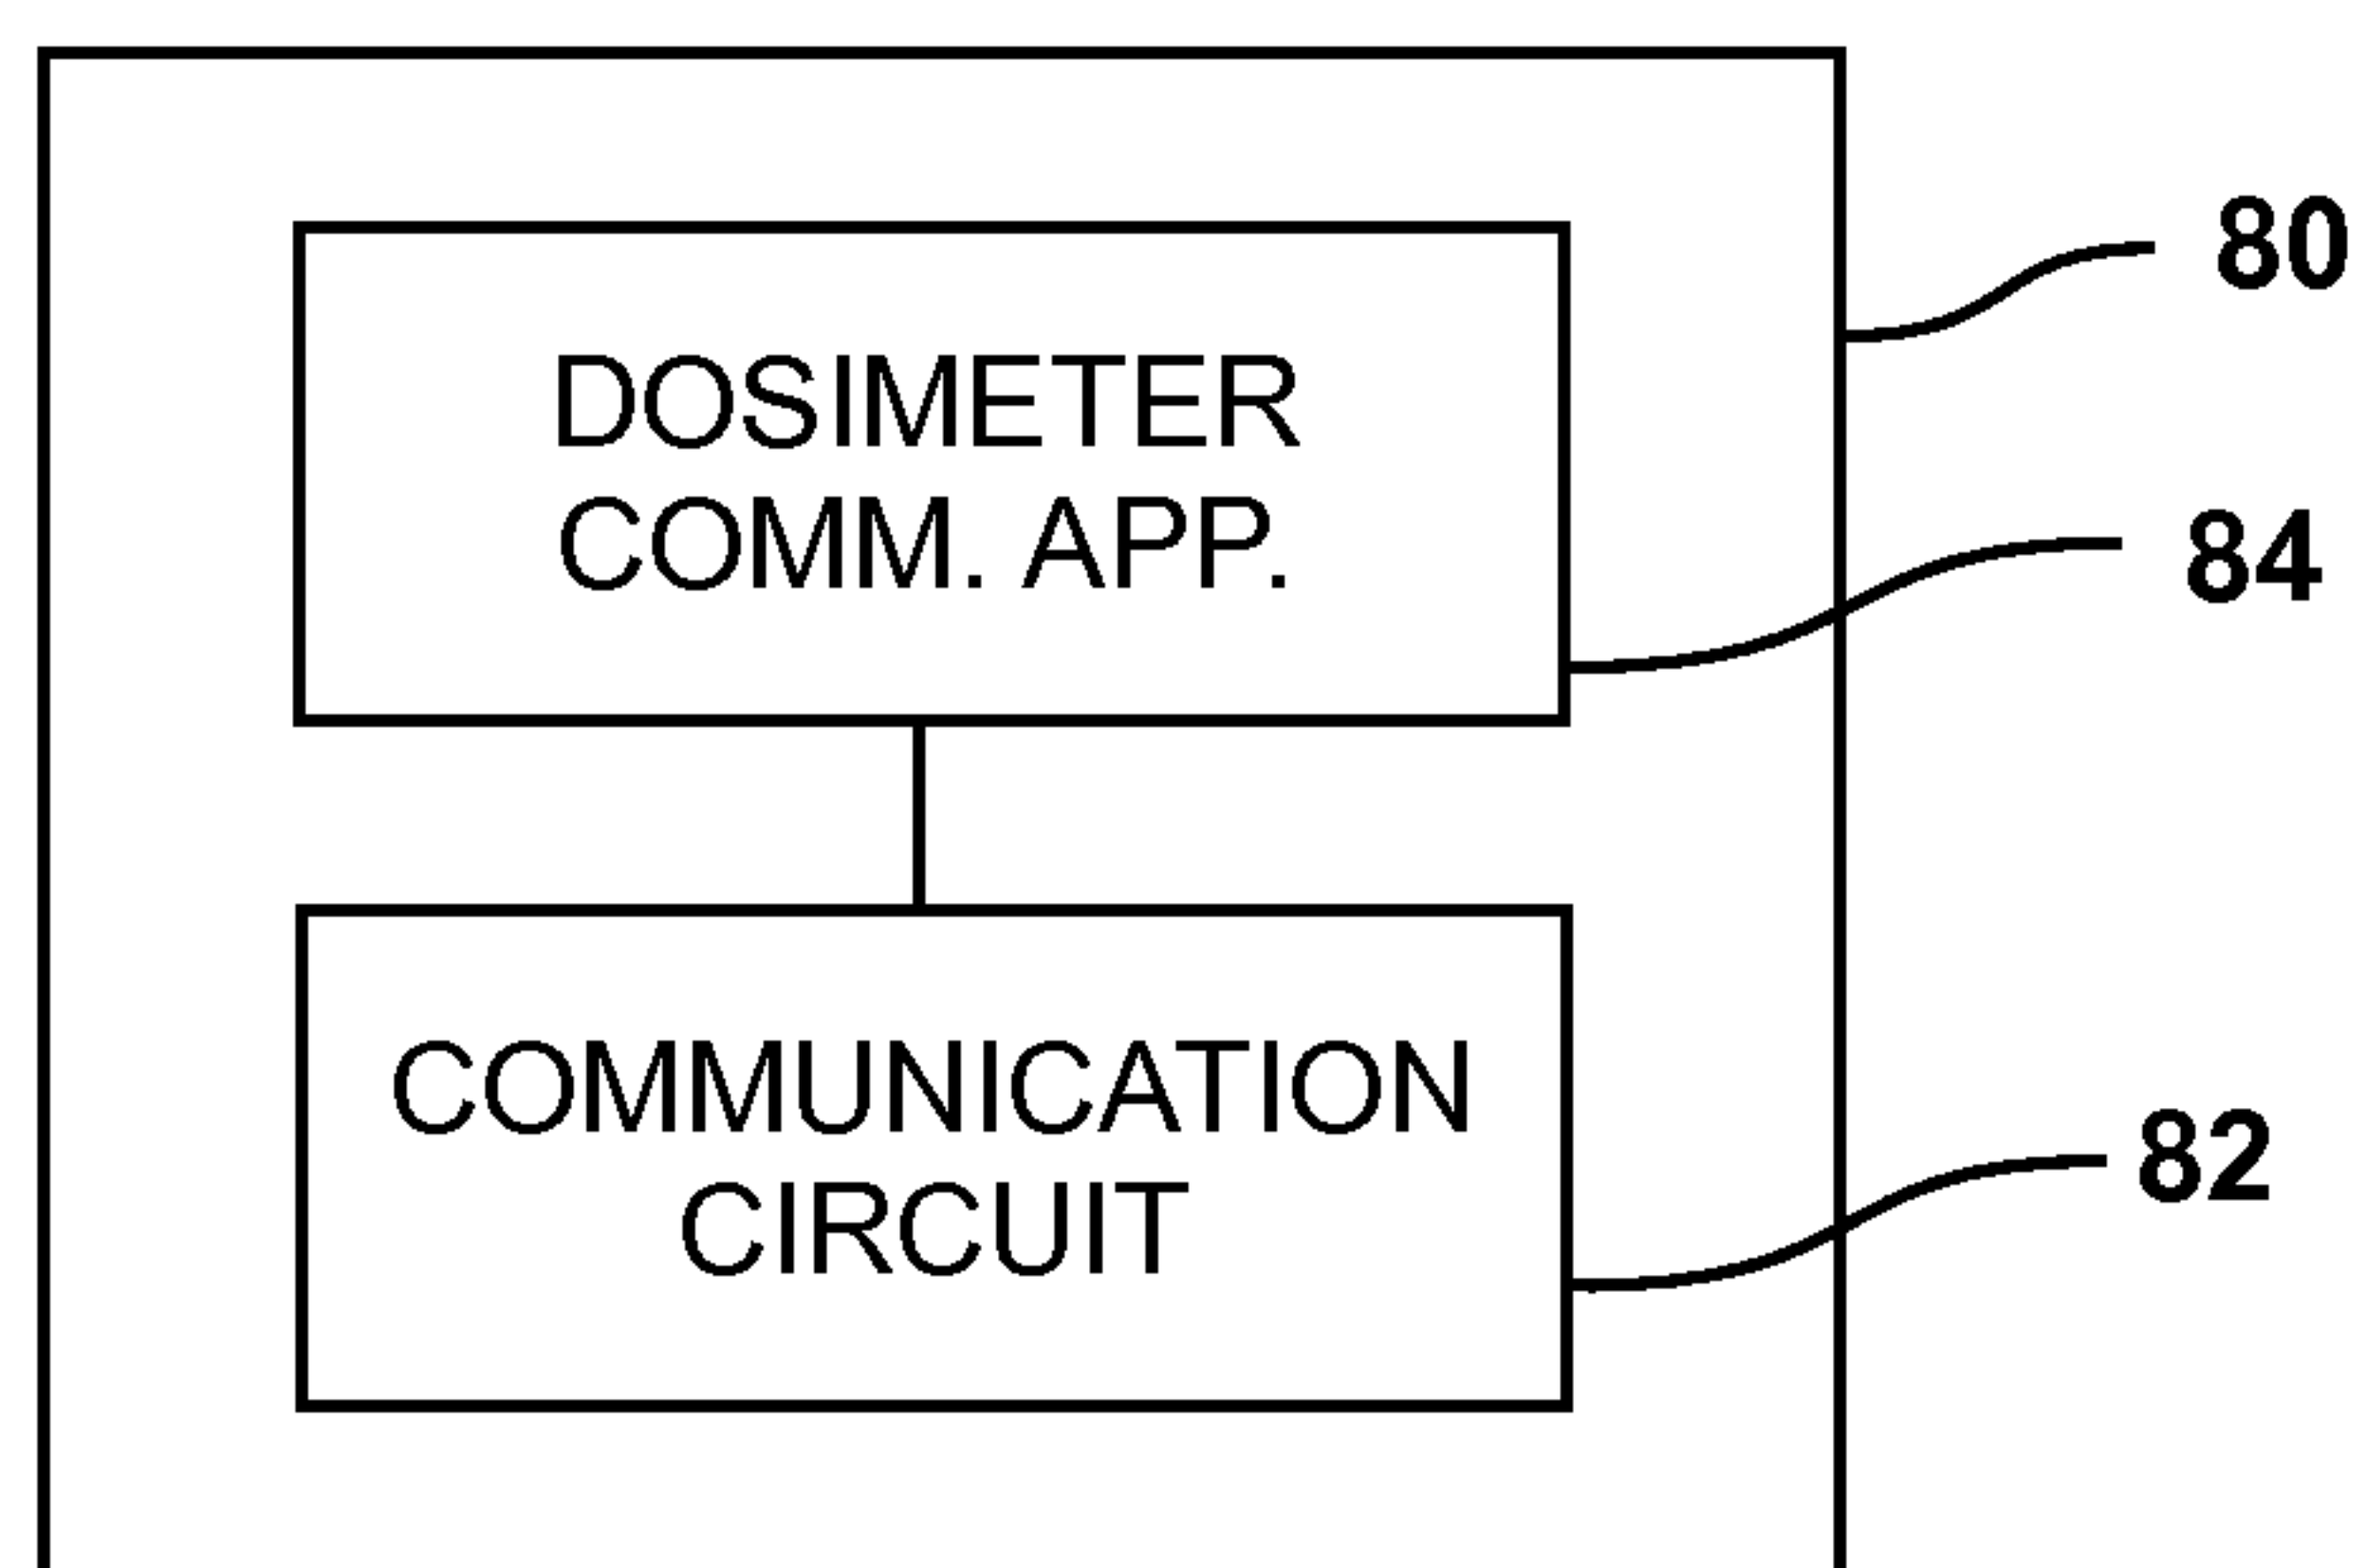 80
DOSIMETER
COMM. APP.
84
COMMUNICATION
CIRCUIT
82